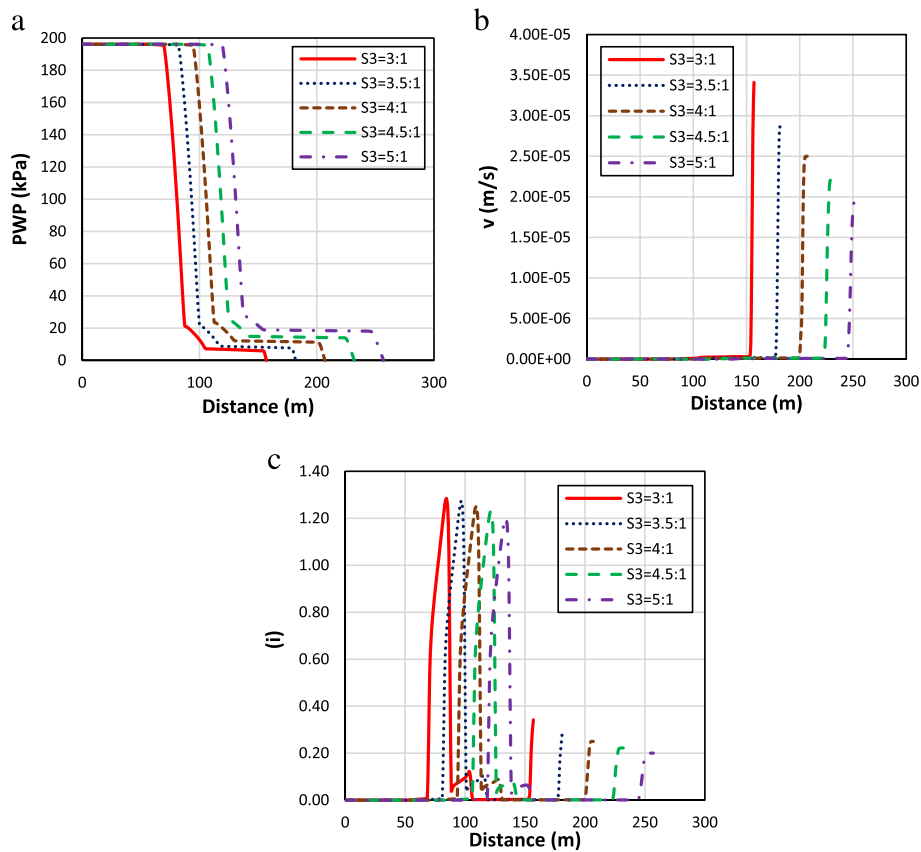 a
PWP (kPa)
200
180
160
140
120
100
80
60
40
20
0
0 100 200 300
Distance (m)
S3=3:1
S3=3.5:1
S3=4:1
S3=4.5:1
S3=5:1
b
v (m/s)
4.00E-05
3.50E-05
3.00E-05
2.50E-05
2.00E-05
1.50E-05
1.00E-05
5.00E-06
0.00E+00
0 50 100 150 200 250 300
Distance (m)
S3=3:1
S3=3.5:1
S3=4:1
S3=4.5:1
S3=5:1
c
(i)
1.40
1.20
1.00
0.80
0.60
0.40
0.20
0.00
0 50 100 150 200 250 300
Distance (m)
S3=3:1
S3=3.5:1
S3=4:1
S3=4.5:1
S3=5:1